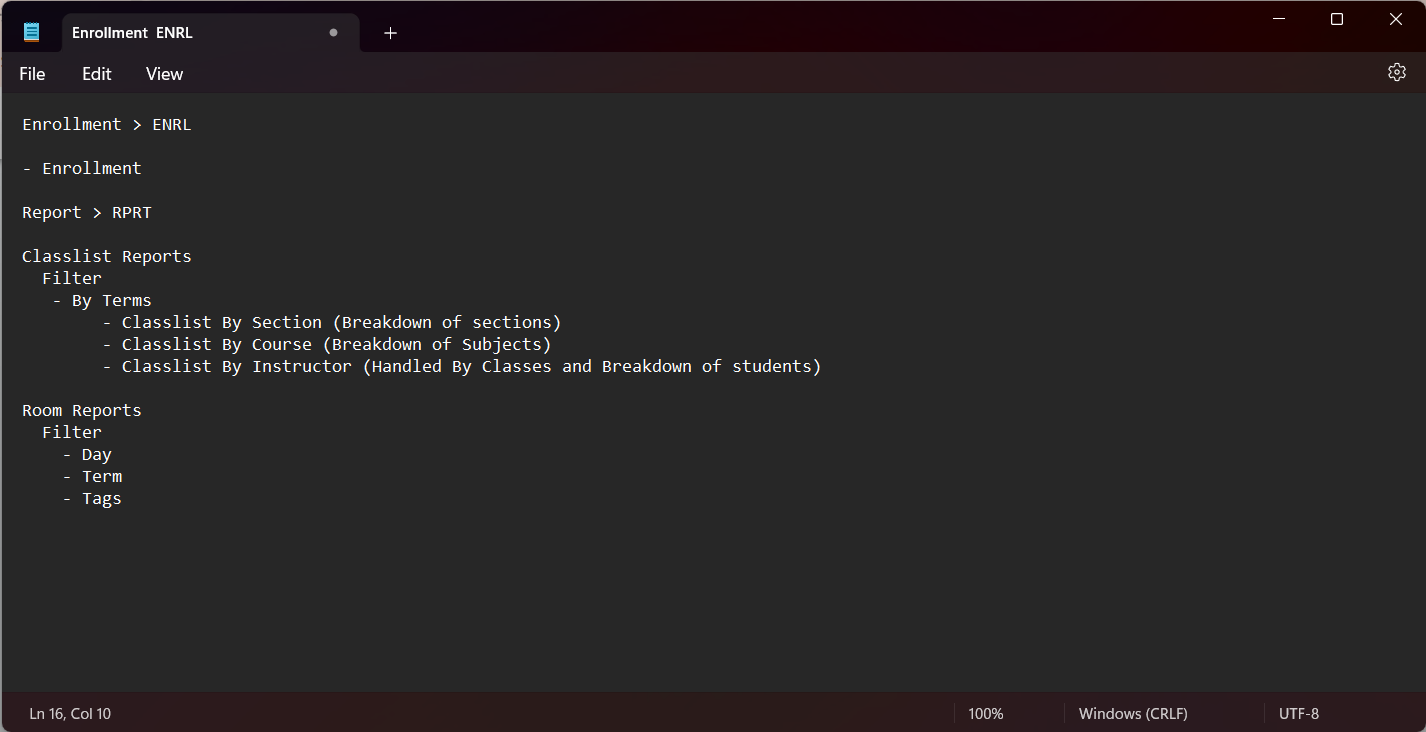 Enrollment  ENRL
File Edit View
Enrollment > ENRL
- Enrollment
Report > RPRT
Classlist Reports
  Filter
   - By Terms
        - Classlist By Section (Breakdown of sections)
        - Classlist By Course (Breakdown of Subjects)
        - Classlist By Instructor (Handled By Classes and Breakdown of students)
Room Reports
  Filter
    - Day
    - Term
    - Tags
Ln 16, Col 10 100% Windows (CRLF) UTF-8